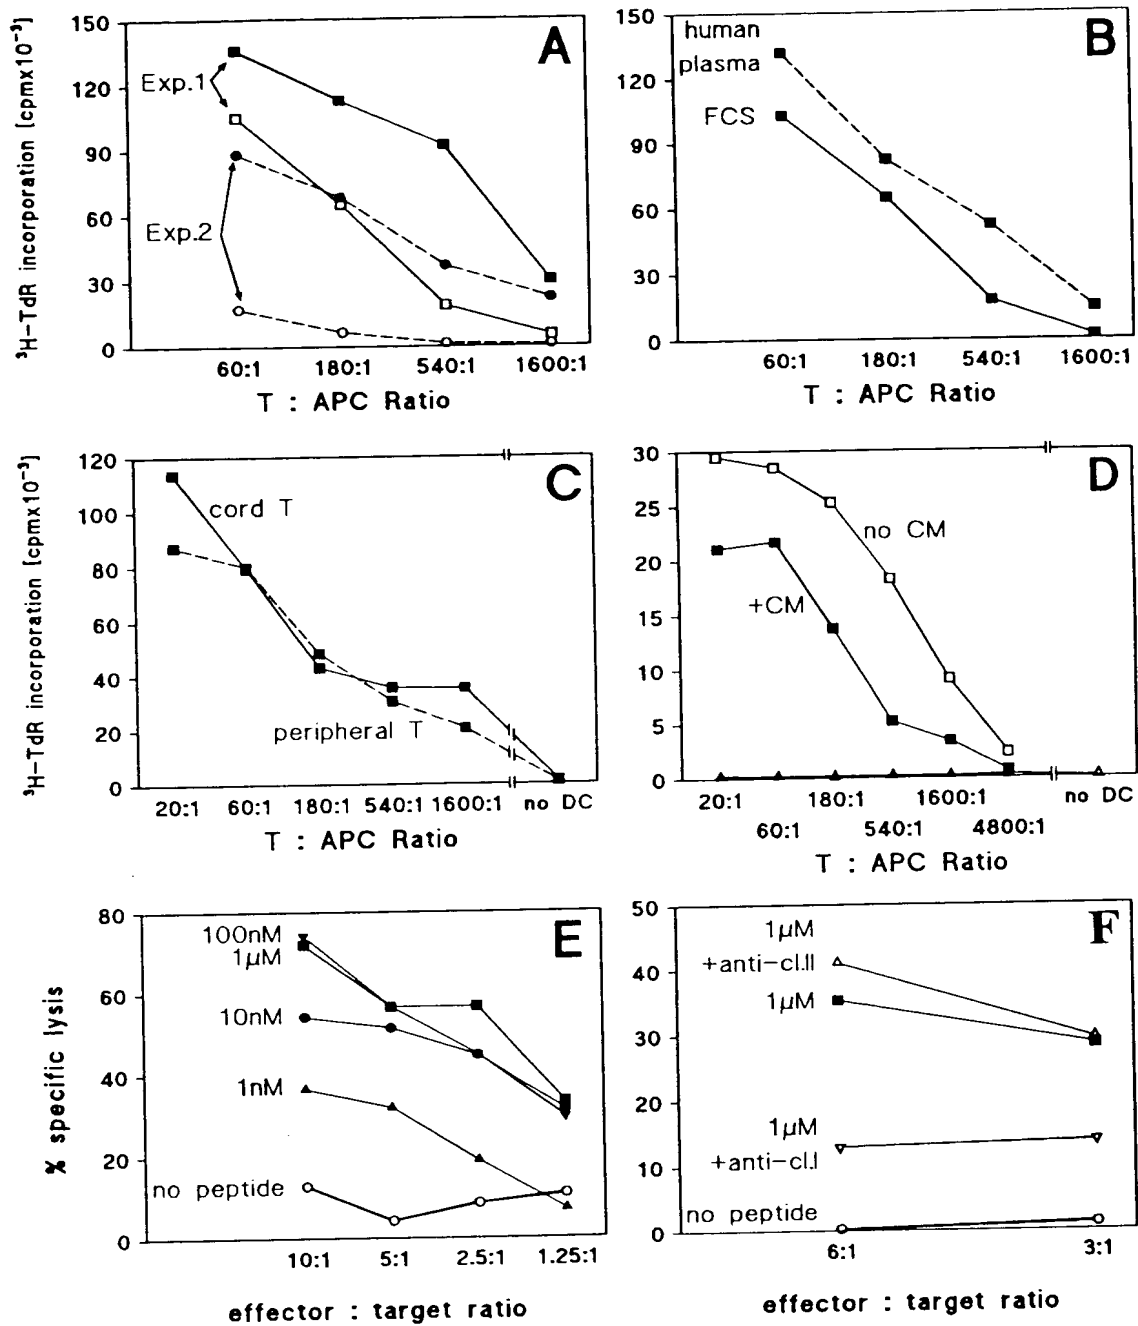 A
³H-TdR incorporation [cpmx10⁻³]
150
120
90
60
30
0
Exp.1
Exp.2
60:1 180:1 540:1 1600:1
T : APC Ratio
B
150
120
90
60
30
0
human
plasma
FCS
60:1 180:1 540:1 1600:1
T : APC Ratio
C
³H-TdR incorporation [cpmx10⁻³]
120
100
80
60
40
20
0
cord T
peripheral T
20:1 60:1 180:1 540:1 1600:1 no DC
T : APC Ratio
D
30
25
20
15
10
5
0
no CM
+CM
20:1 180:1 1600:1 no DC
60:1 540:1 4800:1
T : APC Ratio
E
% specific lysis
80
60
40
20
0
100nM
1µM
10nM
1nM
no peptide
10:1 5:1 2.5:1 1.25:1
effector : target ratio
F
50
40
30
20
10
0
1µM
+anti-cl.II
1µM
1µM
+anti-cl.I
no peptide
6:1 3:1
effector : target ratio